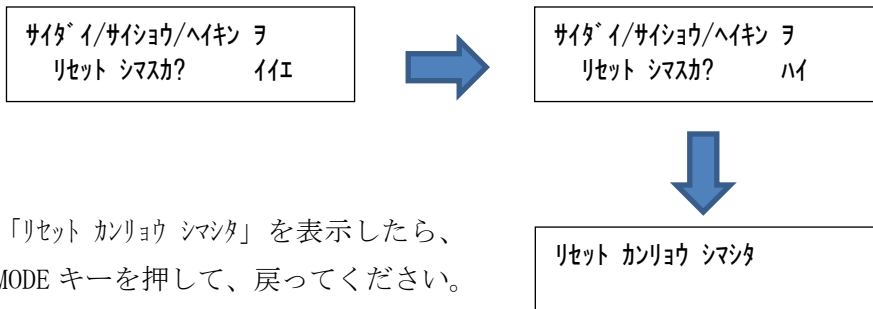 ｻｲﾀﾞｲ/ｻｲｼｮｳ/ﾍｲｷﾝ ｦ
ﾘｾｯﾄ ｼﾏｽｶ? ｲｲｴ
ｻｲﾀﾞｲ/ｻｲｼｮｳ/ﾍｲｷﾝ ｦ
ﾘｾｯﾄ ｼﾏｽｶ? ﾊｲ
「ﾘｾｯﾄ ｶﾝﾘｮｳ ｼﾏｼﾀ」を表示したら、
MODE キーを押して、戻ってください。
ﾘｾｯﾄ ｶﾝﾘｮｳ ｼﾏｼﾀ